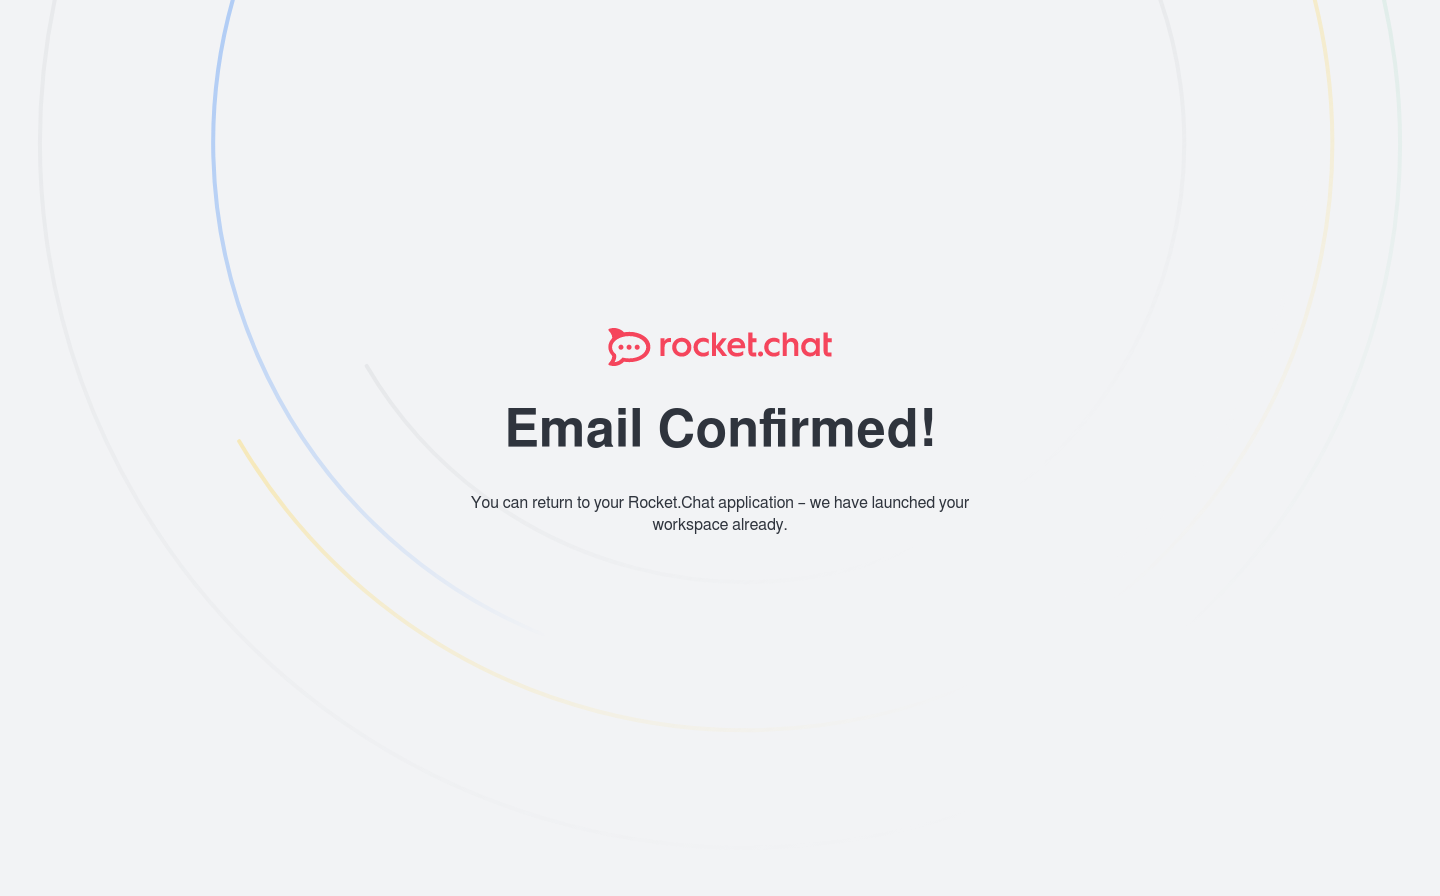 rocket.chat
Email Confirmed!
You can return to your Rocket.Chat application – we have launched your
workspace already.